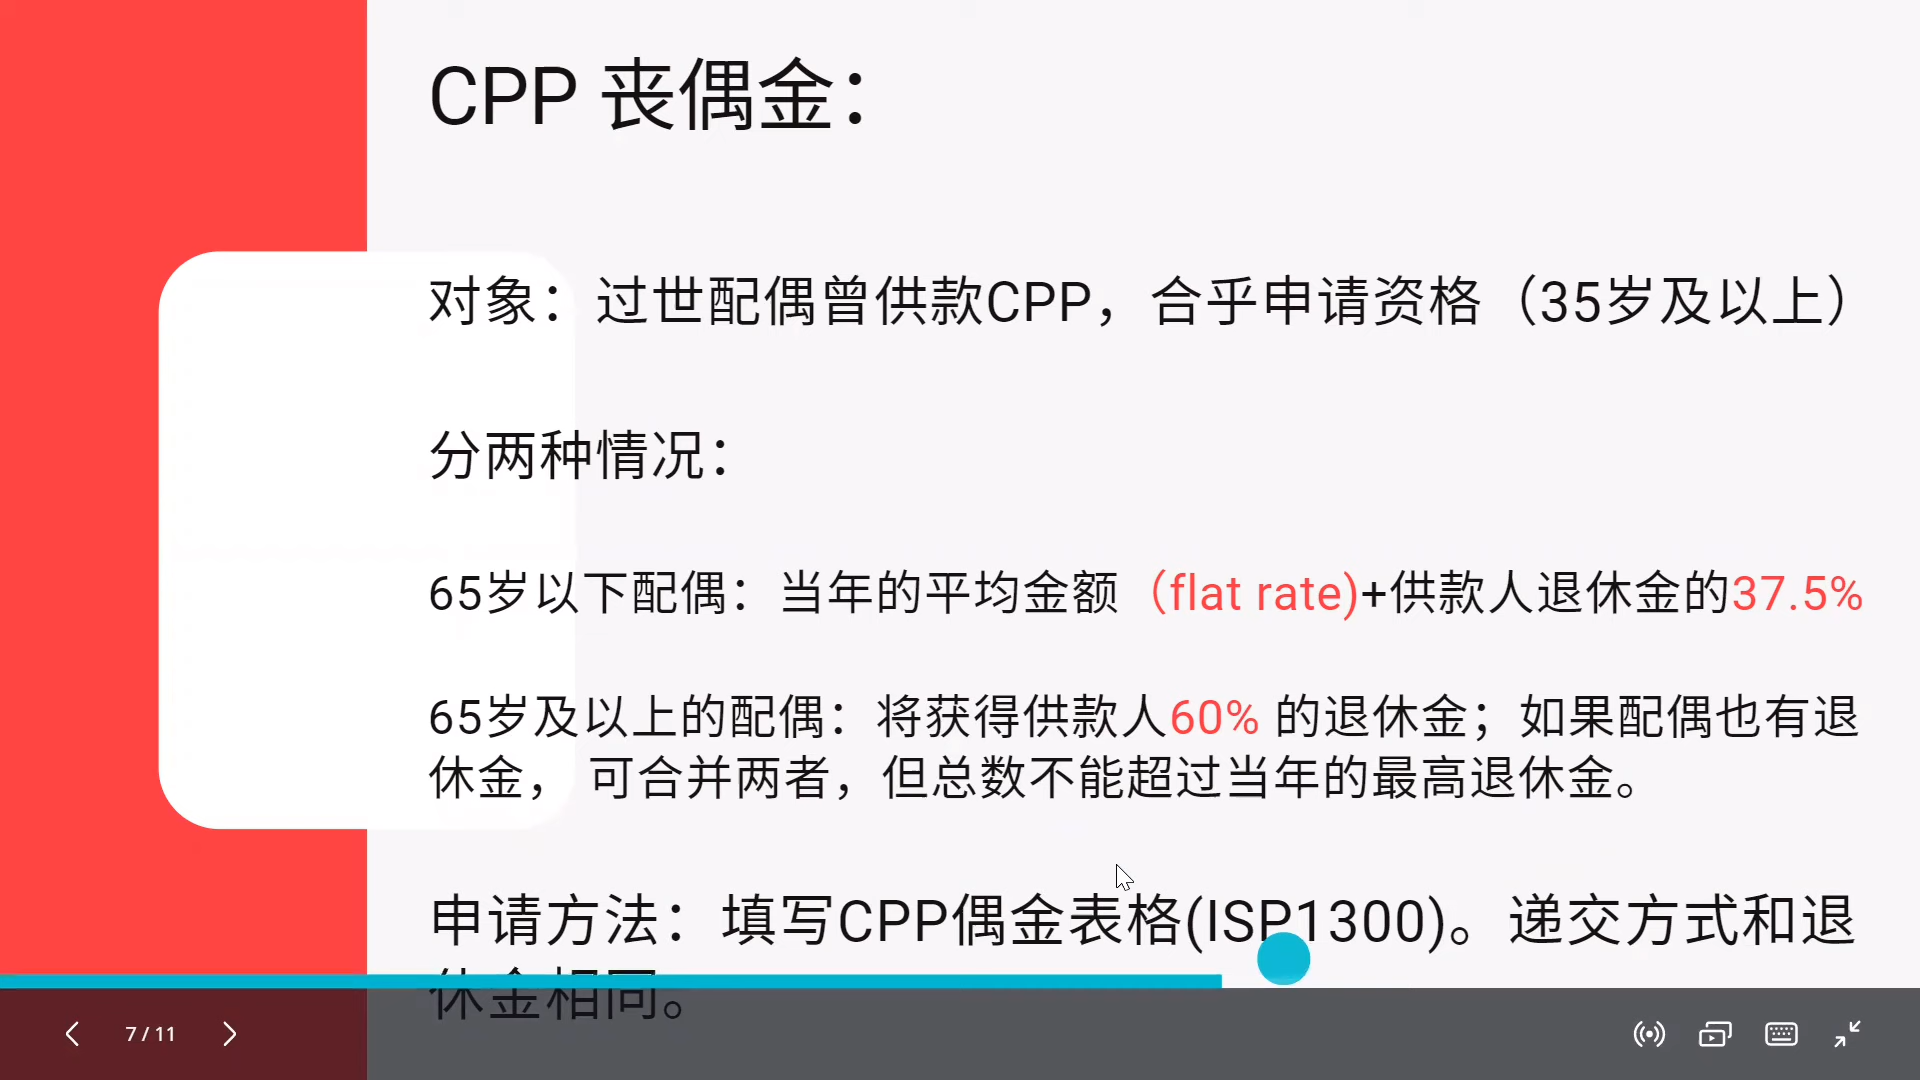 CPP 丧偶金：
对象：过世配偶曾供款CPP，合乎申请资格（35岁及以上）
分两种情况：
65岁以下配偶：当年的平均金额（flat rate)+供款人退休金的37.5%
65岁及以上的配偶：将获得供款人60% 的退休金；如果配偶也有退
休金， 可合并两者，但总数不能超过当年的最高退休金。
申请方法：填写CPP偶金表格(ISP1300)。递交方式和退
休金相同。
7 / 11